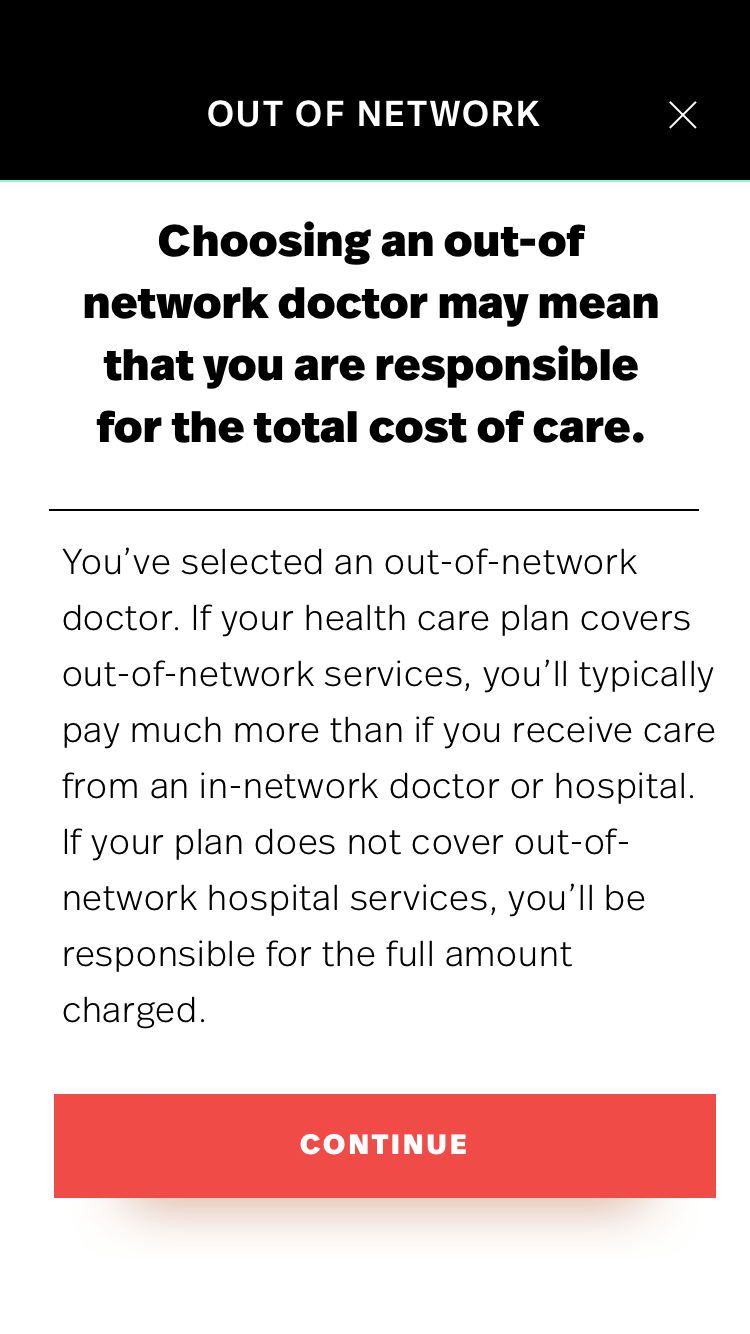 OUT OF NETWORK
Choosing an out-of
network doctor may mean
that you are responsible
for the total cost of care.
You’ve selected an out-of-network
doctor. If your health care plan covers
out-of-network services, you’ll typically
pay much more than if you receive care
from an in-network doctor or hospital.
If your plan does not cover out-of-
network hospital services, you’ll be
responsible for the full amount
charged.
CONTINUE